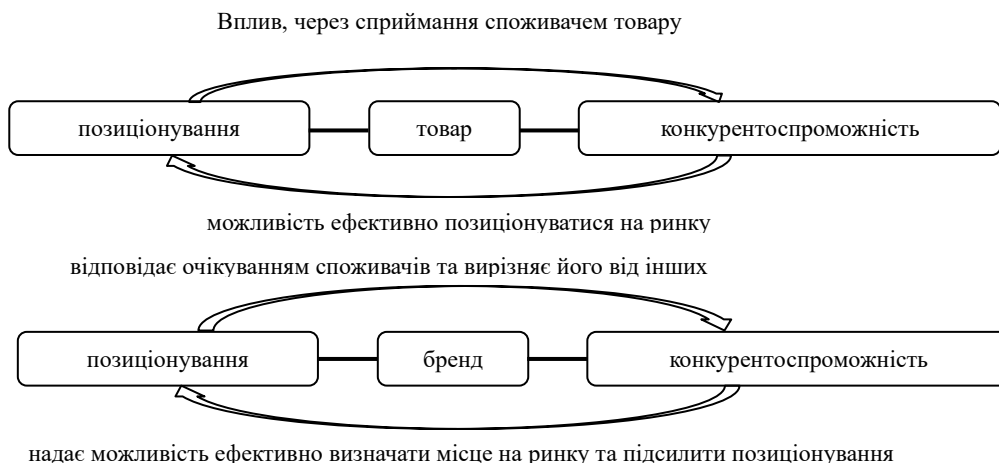 Вплив, через сприймання споживачем товару
позиціонування
товар
конкурентоспроможність
можливість ефективно позиціонуватися на ринку
відповідає очікуванням споживачів та вирізняє його від інших
позиціонування
бренд
конкурентоспроможність
надає можливість ефективно визначати місце на ринку та підсилити позиціонування